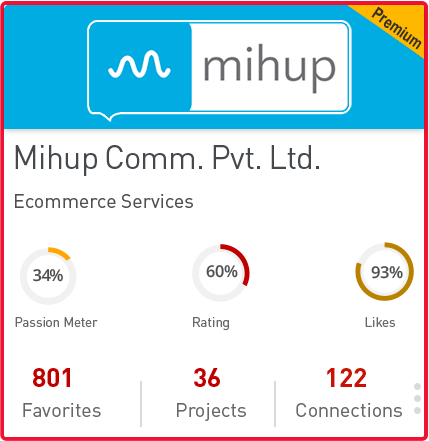 Premium
mihup
Mihup Comm. Pvt. Ltd.
Ecommerce Services
34% 60% 93%
Passion Meter Rating Likes
801 36 122
Favorites Projects Connections